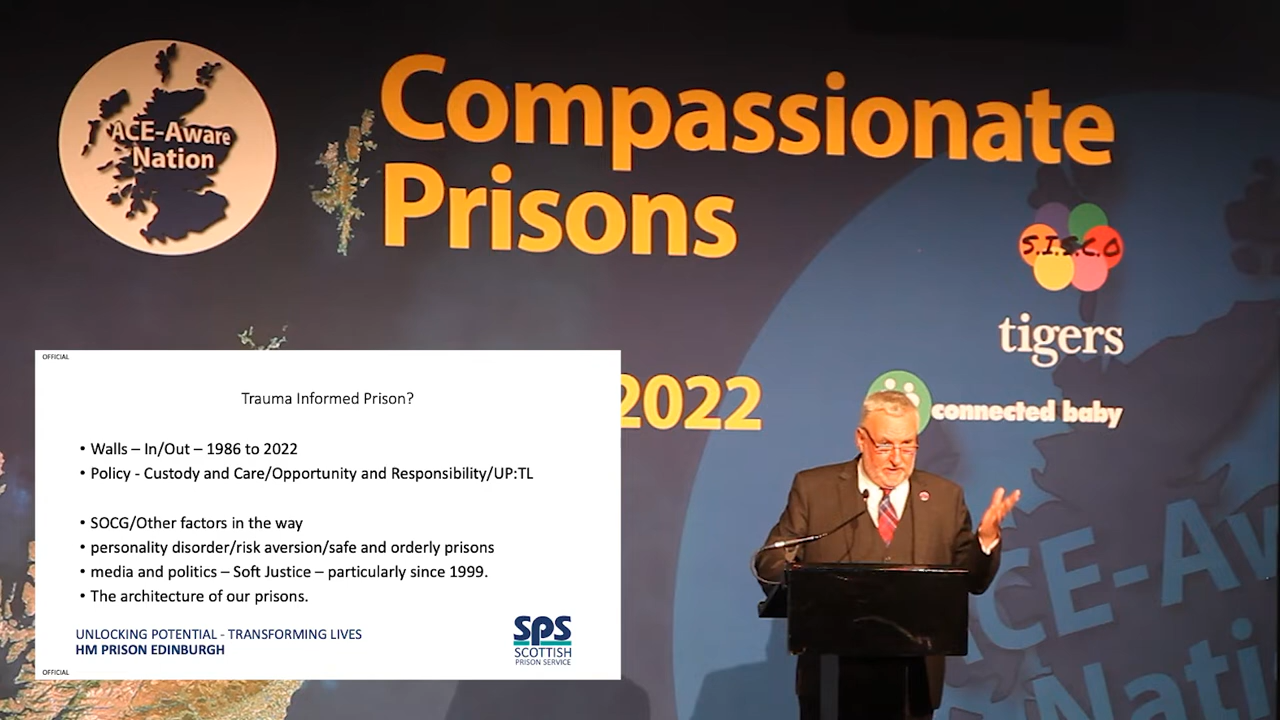 ACE-Aware
Nation
Compassionate
Prisons
S.I.S.C.O
tigers
connected baby
2022
OFFICIAL
Trauma Informed Prison?
• Walls – In/Out – 1986 to 2022
• Policy - Custody and Care/Opportunity and Responsibility/UP:TL
• SOCG/Other factors in the way
• personality disorder/risk aversion/safe and orderly prisons
• media and politics – Soft Justice – particularly since 1999.
• The architecture of our prisons.
UNLOCKING POTENTIAL - TRANSFORMING LIVES
HM PRISON EDINBURGH
SPS
SCOTTISH
PRISON SERVICE
OFFICIAL
CE-Aw
Nati